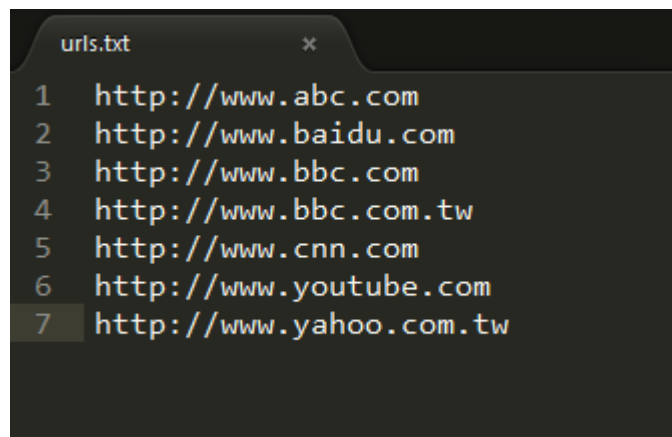 urls.txt ×
1 http://www.abc.com
2 http://www.baidu.com
3 http://www.bbc.com
4 http://www.bbc.com.tw
5 http://www.cnn.com
6 http://www.youtube.com
7 http://www.yahoo.com.tw